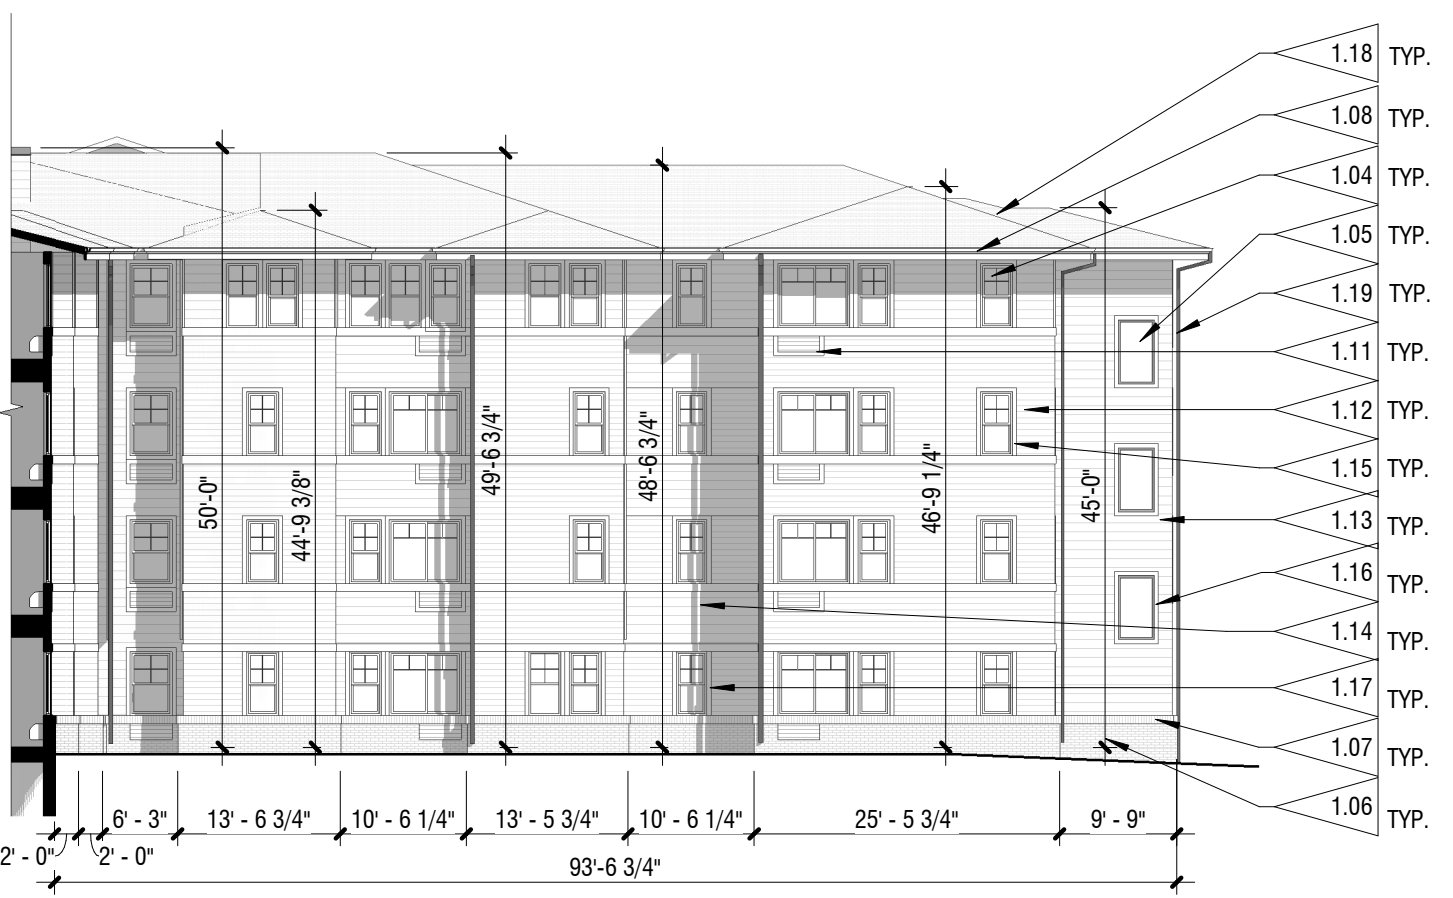 1.18 TYP.
1.08 TYP.
1.04 TYP.
1.05 TYP.
1.19 TYP.
1.11 TYP.
1.12 TYP.
1.15 TYP.
1.13 TYP.
1.16 TYP.
1.14 TYP.
1.17 TYP.
1.07 TYP.
1.06 TYP.
50'-0"
44'-9 3/8"
49'-6 3/4"
48'-6 3/4"
46'-9 1/4"
45'-0"
6' - 3" 13' - 6 3/4" 10' - 6 1/4" 13' - 5 3/4" 10' - 6 1/4" 25' - 5 3/4" 9' - 9"
2' - 0" 2' - 0"
93'-6 3/4"